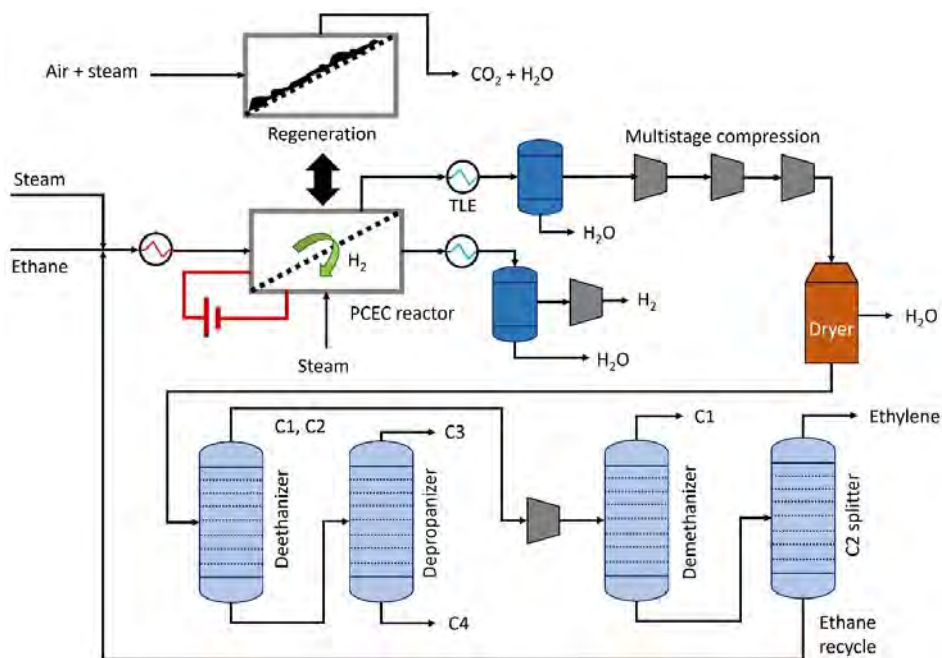 Air + steam
CO₂ + H₂O
Regeneration
Multistage compression
Steam
TLE
H₂O
Ethane
H₂
PCEC reactor
H₂
Dryer
H₂O
Steam
H₂O
C1, C2
C3
C1
Ethylene
Deethanizer
Depropanizer
Demethanizer
C2 splitter
C4
Ethane
recycle